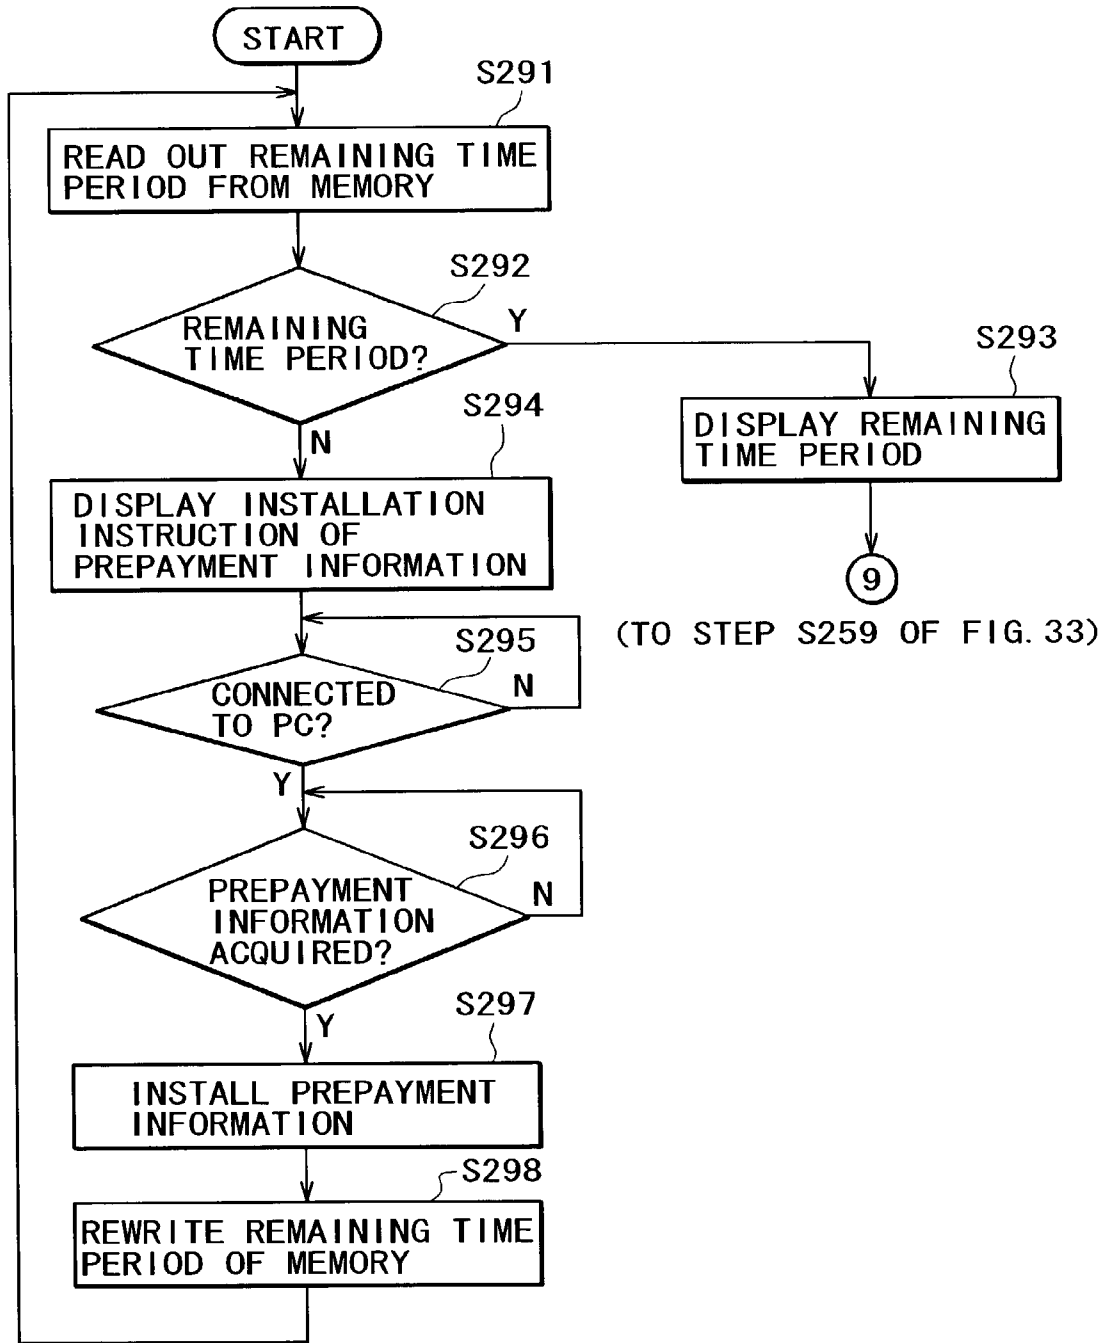 START
S291
READ OUT REMAINING TIME
PERIOD FROM MEMORY
S292
REMAINING
TIME PERIOD?
Y
S293
DISPLAY REMAINING
TIME PERIOD
9
(TO STEP S259 OF FIG. 33)
N
S294
DISPLAY INSTALLATION
INSTRUCTION OF
PREPAYMENT INFORMATION
S295
CONNECTED
TO PC?
N
Y
S296
PREPAYMENT
INFORMATION
ACQUIRED?
N
Y
S297
INSTALL PREPAYMENT
INFORMATION
S298
REWRITE REMAINING TIME
PERIOD OF MEMORY